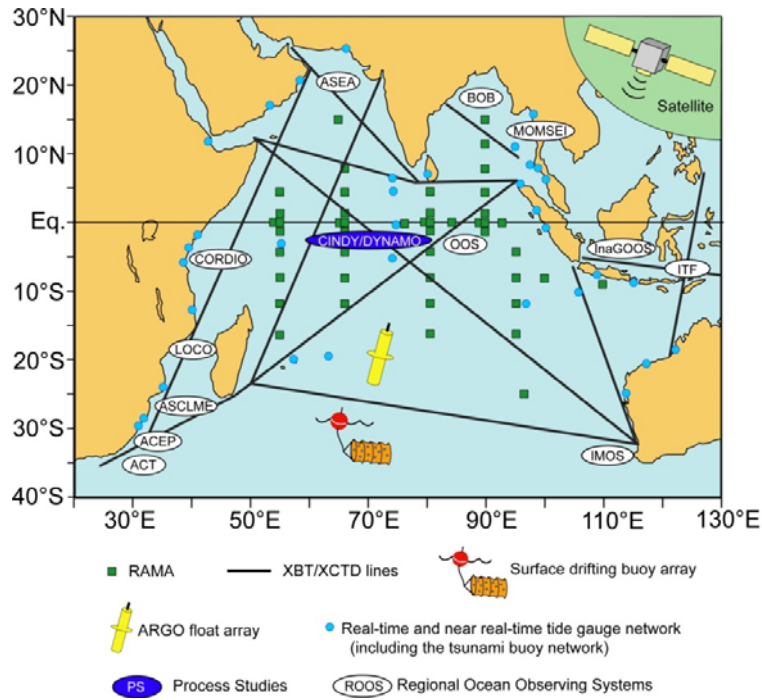 30°N
20°N
10°N
Eq.
10°S
20°S
30°S
40°S
ASEA
BOB
MOMSEI
Satellite
CINDY/DYNAMO
OOS
InaGOOS
ITF
CORDIO
LOCO
ASCLME
ACEP
ACT
IMOS
30°E 50°E 70°E 90°E 110°E 130°E
RAMA
XBT/XCTD lines
Surface drifting buoy array
ARGO float array
Real-time and near real-time tide gauge network
(including the tsunami buoy network)
PS Process Studies
ROOS Regional Ocean Observing Systems